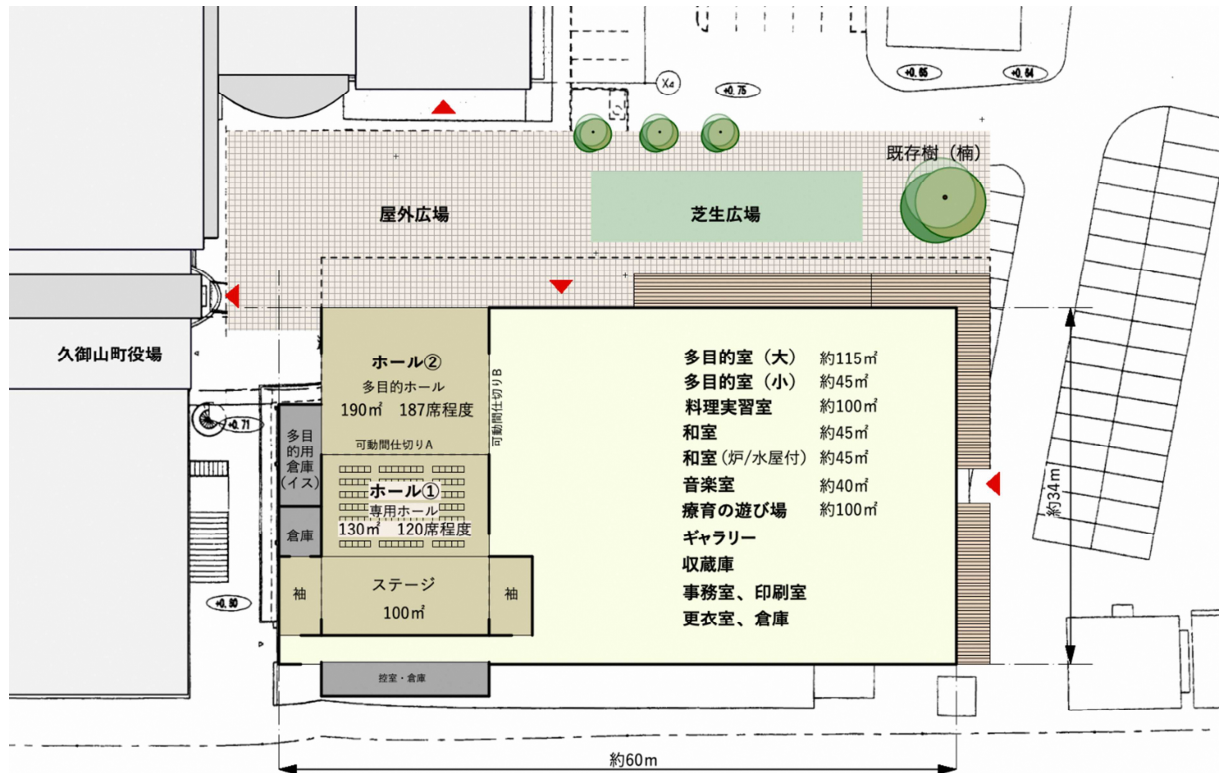 +0.65
+0.64
X4
+0.75
既存樹（楠）
屋外広場
芝生広場
久御山町役場
+0.71
ホール②
多目的ホール
190㎡ 187席程度
可動間仕切りB
可動間仕切りA
多目
的用
倉庫
(イス)
ホール①
専用ホール
130㎡ 120席程度
倉庫
袖
ステージ
100㎡
袖
控室・倉庫
+0.80
多目的室（大） 約115㎡
多目的室（小） 約45㎡
料理実習室 約100㎡
和室 約45㎡
和室（炉/水屋付） 約45㎡
音楽室 約40㎡
療育の遊び場 約100㎡
ギャラリー
収蔵庫
事務室、印刷室
更衣室、倉庫
約34m
約60m